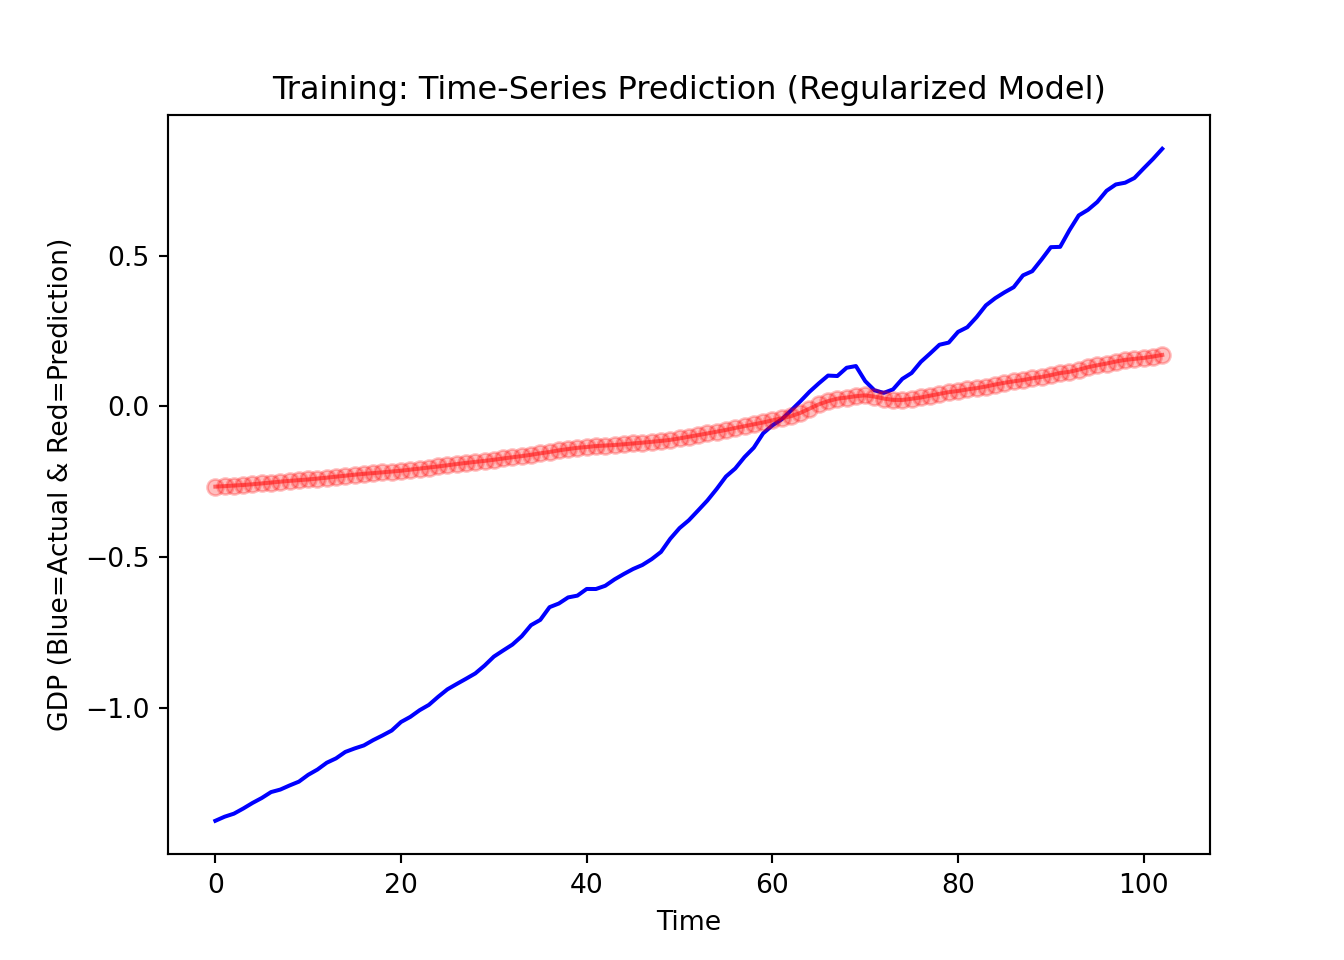 Training: Time-Series Prediction (Regularized Model)
GDP (Blue=Actual & Red=Prediction)
0.5
0.0
−0.5
−1.0
0 20 40 60 80 100
Time